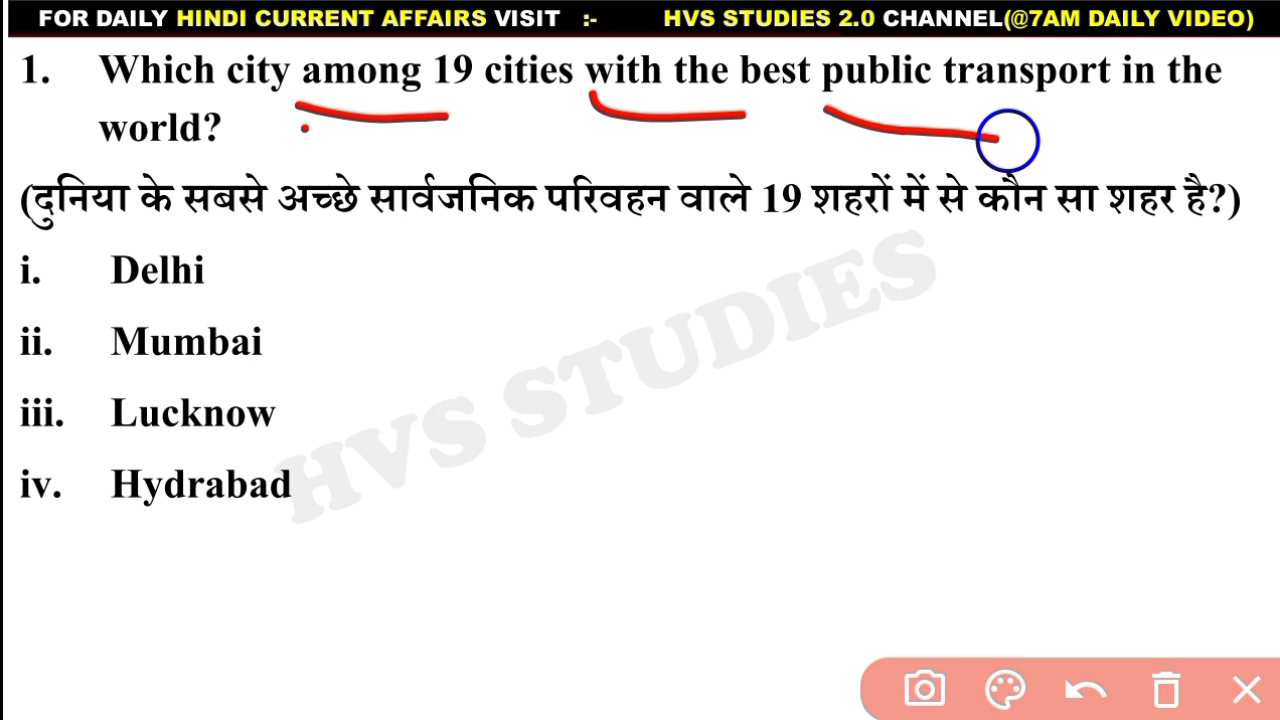 FOR DAILY HINDI CURRENT AFFAIRS VISIT :- HVS STUDIES 2.0 CHANNEL(@7AM DAILY VIDEO)
1. Which city among 19 cities with the best public transport in the
world?
(दुनिया के सबसे अच्छे सार्वजनिक परिवहन वाले 19 शहरों में से कौन सा शहर है?)
i. Delhi
ii. Mumbai
iii. Lucknow
iv. Hydrabad
HVS STUDIES